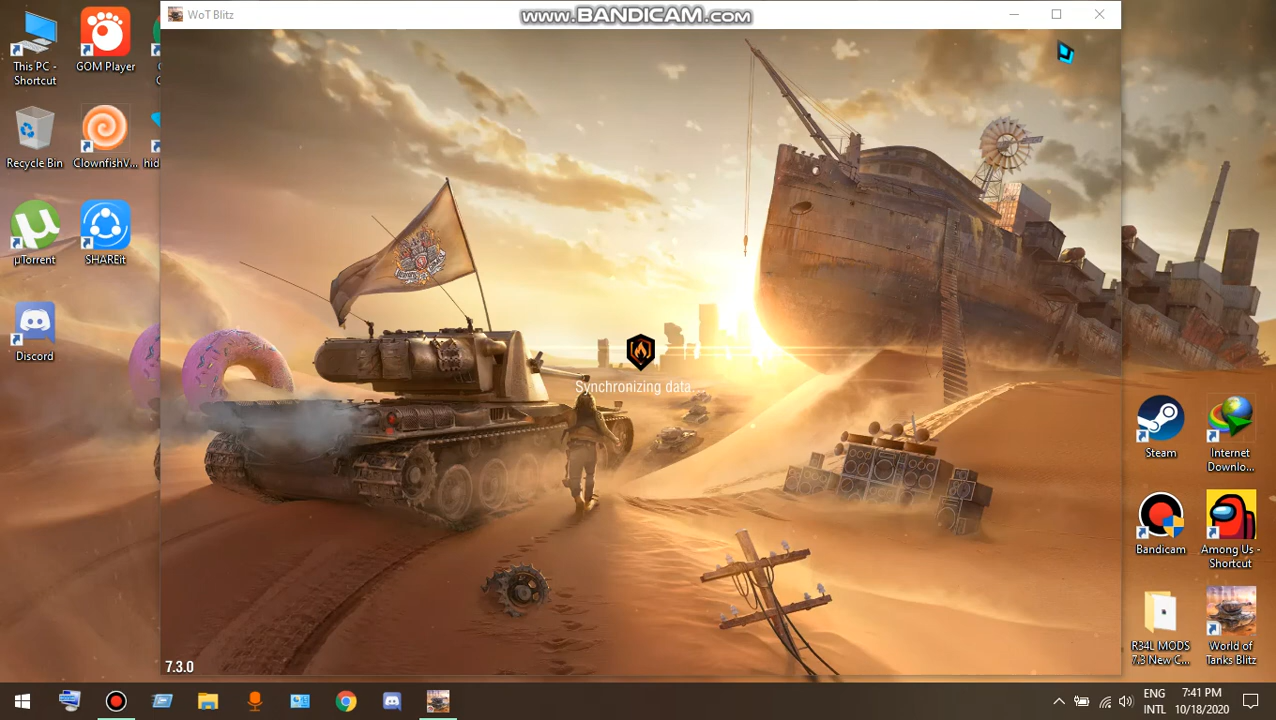 WoT Blitz
www.BANDICAM.com
This PC -
Shortcut
GOM Player
Recycle Bin
ClownfishV...
hid
µTorrent
SHAREit
Discord
Synchronizing data...
7.3.0
Steam
Internet
Downlo...
Bandicam
Among Us -
Shortcut
R34L MODS
7.3 New C...
World of
Tanks Blitz
ENG
INTL
7:41 PM
10/18/2020